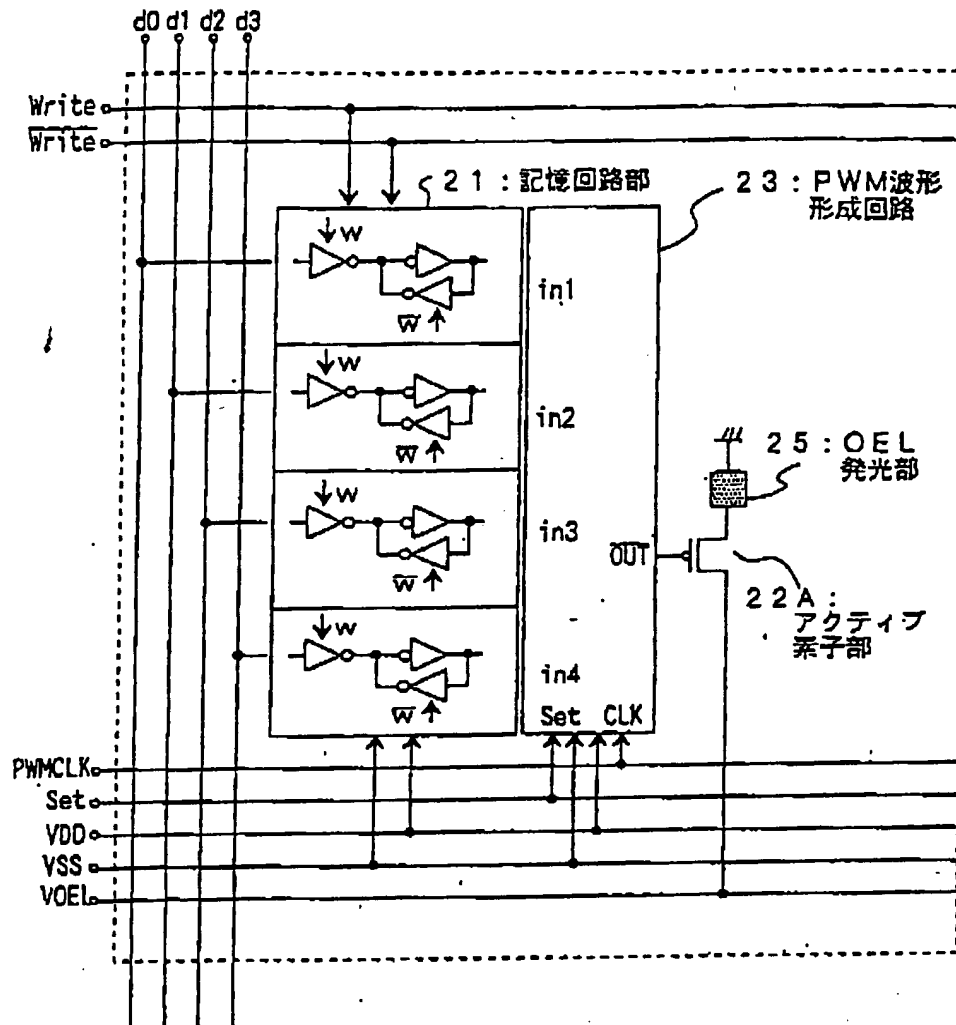 d0 d1 d2 d3
Write
W̅r̅i̅t̅e̅
21:記憶回路部
23:PWM波形
形成回路
W
in1
W̅
W
in2
W̅
25:OEL
発光部
W
in3
W̅
O̅U̅T̅
22A:
アクティブ
素子部
W
in4
W̅
Set CLK
PWMCLK
Set
VDD
VSS
VOEL